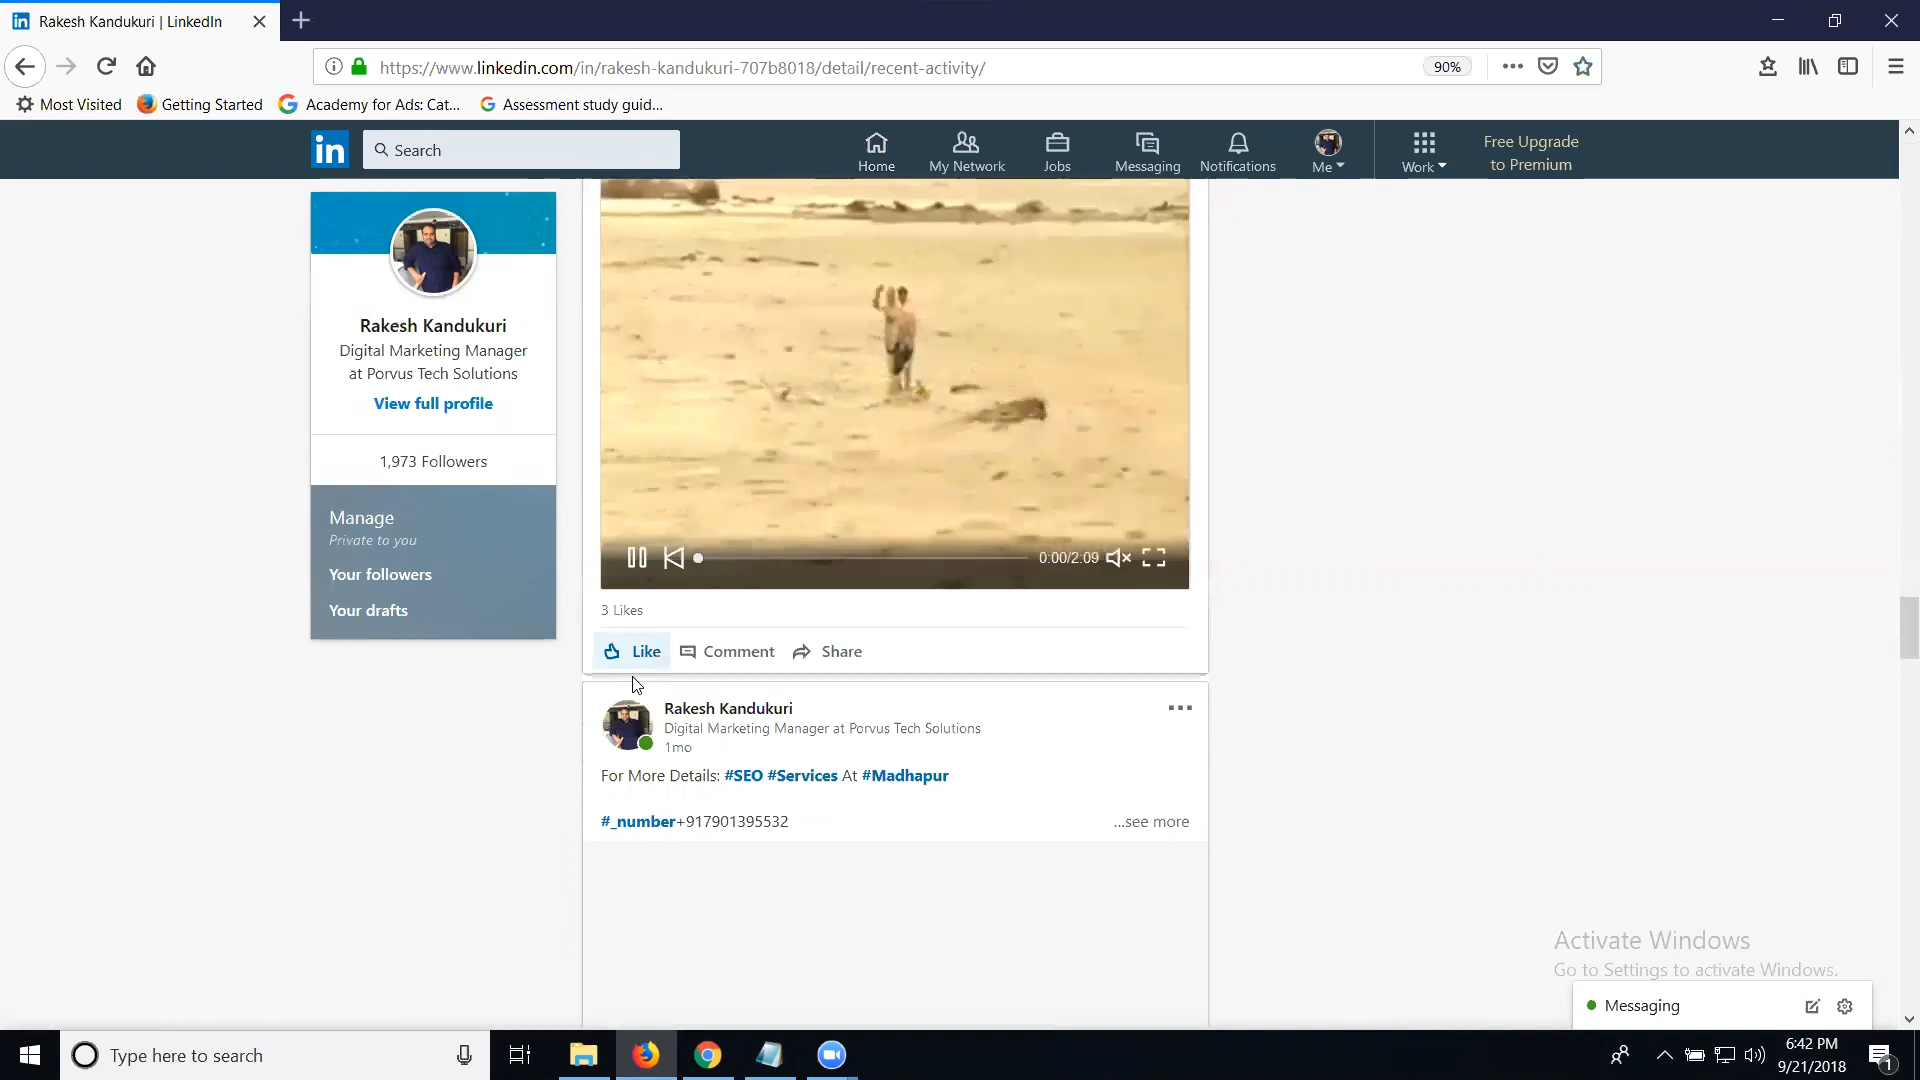 Rakesh Kandukuri | LinkedIn
https://www.linkedin.com/in/rakesh-kandukuri-707b8018/detail/recent-activity/
90%
Most Visited
Getting Started
Academy for Ads: Cat...
Assessment study guid...
in
Search
Home
My Network
Jobs
Messaging
Notifications
Me
Work
Free Upgrade
to Premium
Rakesh Kandukuri
Digital Marketing Manager
at Porvus Tech Solutions
View full profile
1,973 Followers
Manage
Private to you
Your followers
Your drafts
0:00/2:09
3 Likes
Like
Comment
Share
Rakesh Kandukuri
Digital Marketing Manager at Porvus Tech Solutions
1mo
For More Details: #SEO #Services At #Madhapur
#_number+917901395532
...see more
Activate Windows
Go to Settings to activate Windows.
Messaging
Type here to search
6:42 PM
9/21/2018
1